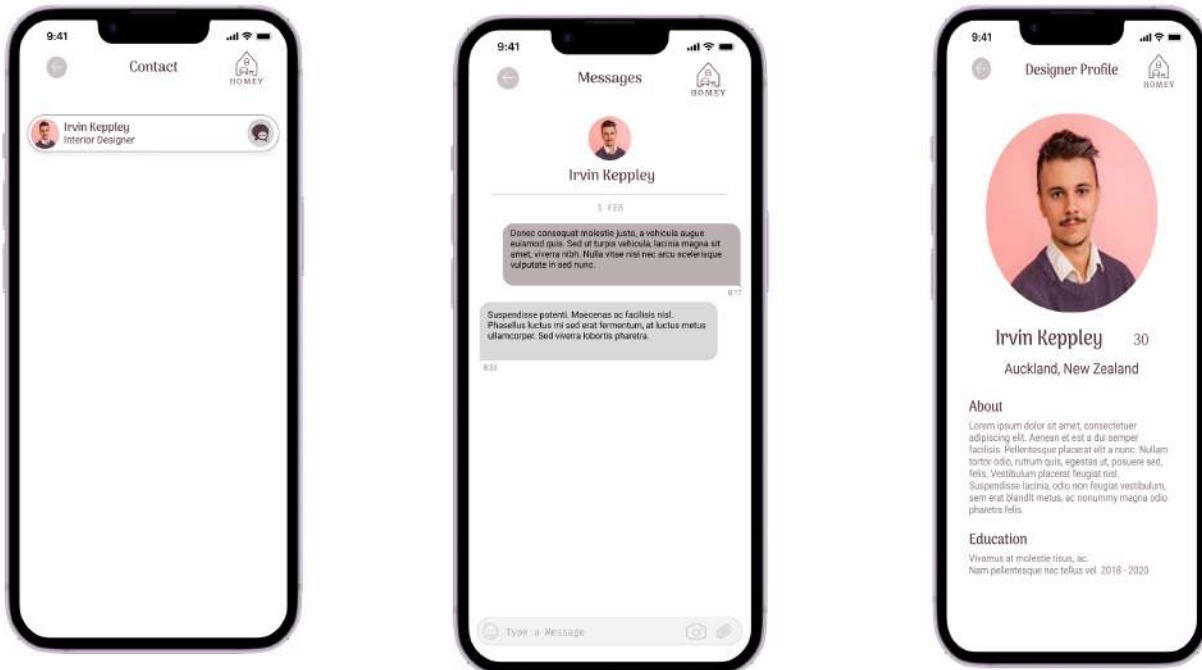 9:41
Contact
HOMEY
Irvin Keppley
Interior Designer
9:41
Messages
HOMEY
Irvin Keppley
1 FEB
Donec consequat molestie justo, a vehicula augue
euismod quis. Sed ut turpis vehicula, lacinia magna sit
amet, viverra nibh. Nulla vitae nisi nec arcu scelerisque
vulputate in sed nunc.
8:17
Suspendisse potenti. Maecenas ac facilisis nisl.
Phasellus luctus mi sed erat fermentum, at luctus metus
ullamcorper. Sed viverra lobortis pharetra.
Type a Message
9:41
Designer Profile
HOMEY
Irvin Keppley 30
Auckland, New Zealand
About
Lorem ipsum dolor sit amet, consectetuer
adipiscing elit. Aenean et est a dui semper
facilisis. Pellentesque placerat elit a nunc. Nullam
tortor odio, rutrum quis, egestas ut, posuere sed,
felis. Vestibulum placerat feugiat nisl.
Suspendisse lacinia, odio non feugiat vestibulum,
sem erat blandit metus, ac nonummy magna odio
pharetra felis.
Education
Vivamus at molestie risus, ac.
Nam pellentesque nec tellus vel. 2018 - 2020